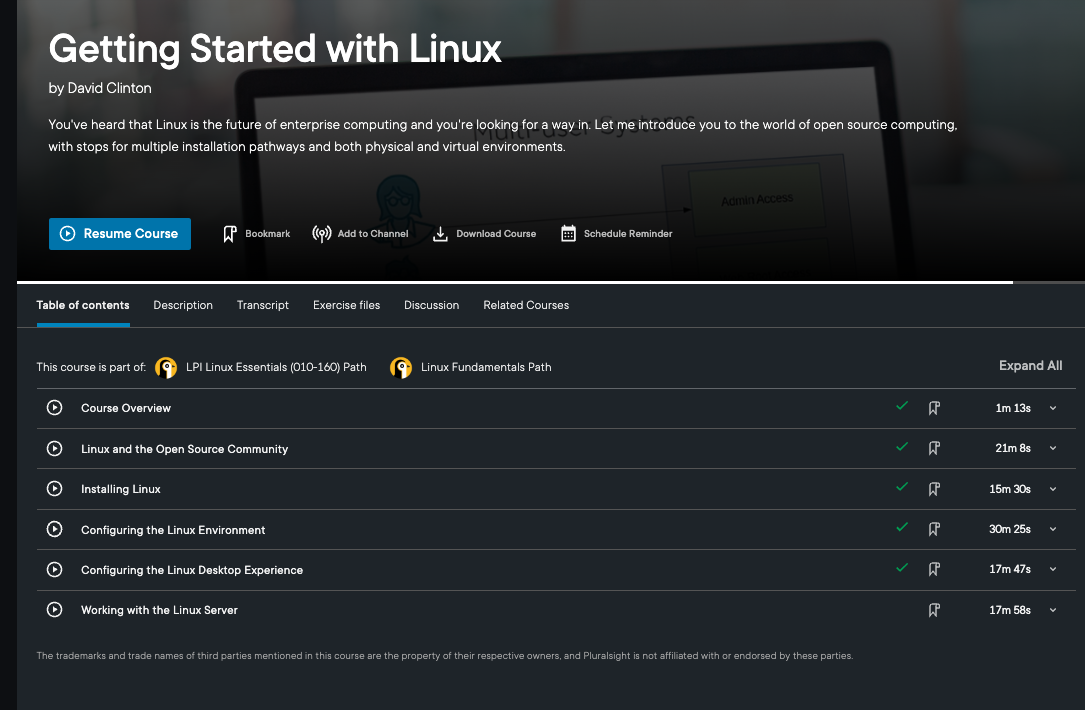 Getting Started with Linux
by David Clinton
You've heard that Linux is the future of enterprise computing and you're looking for a way in. Let me introduce you to the world of open source computing,
with stops for multiple installation pathways and both physical and virtual environments.
Multi-user Systems
Admin Access
Resume Course Bookmark Add to Channel Download Course Schedule Reminder
Table of contents Description Transcript Exercise files Discussion Related Courses
This course is part of: LPI Linux Essentials (010-160) Path Linux Fundamentals Path Expand All
Course Overview 1m 13s
Linux and the Open Source Community 21m 8s
Installing Linux 15m 30s
Configuring the Linux Environment 30m 25s
Configuring the Linux Desktop Experience 17m 47s
Working with the Linux Server 17m 58s
The trademarks and trade names of third parties mentioned in this course are the property of their respective owners, and Pluralsight is not affiliated with or endorsed by these parties.